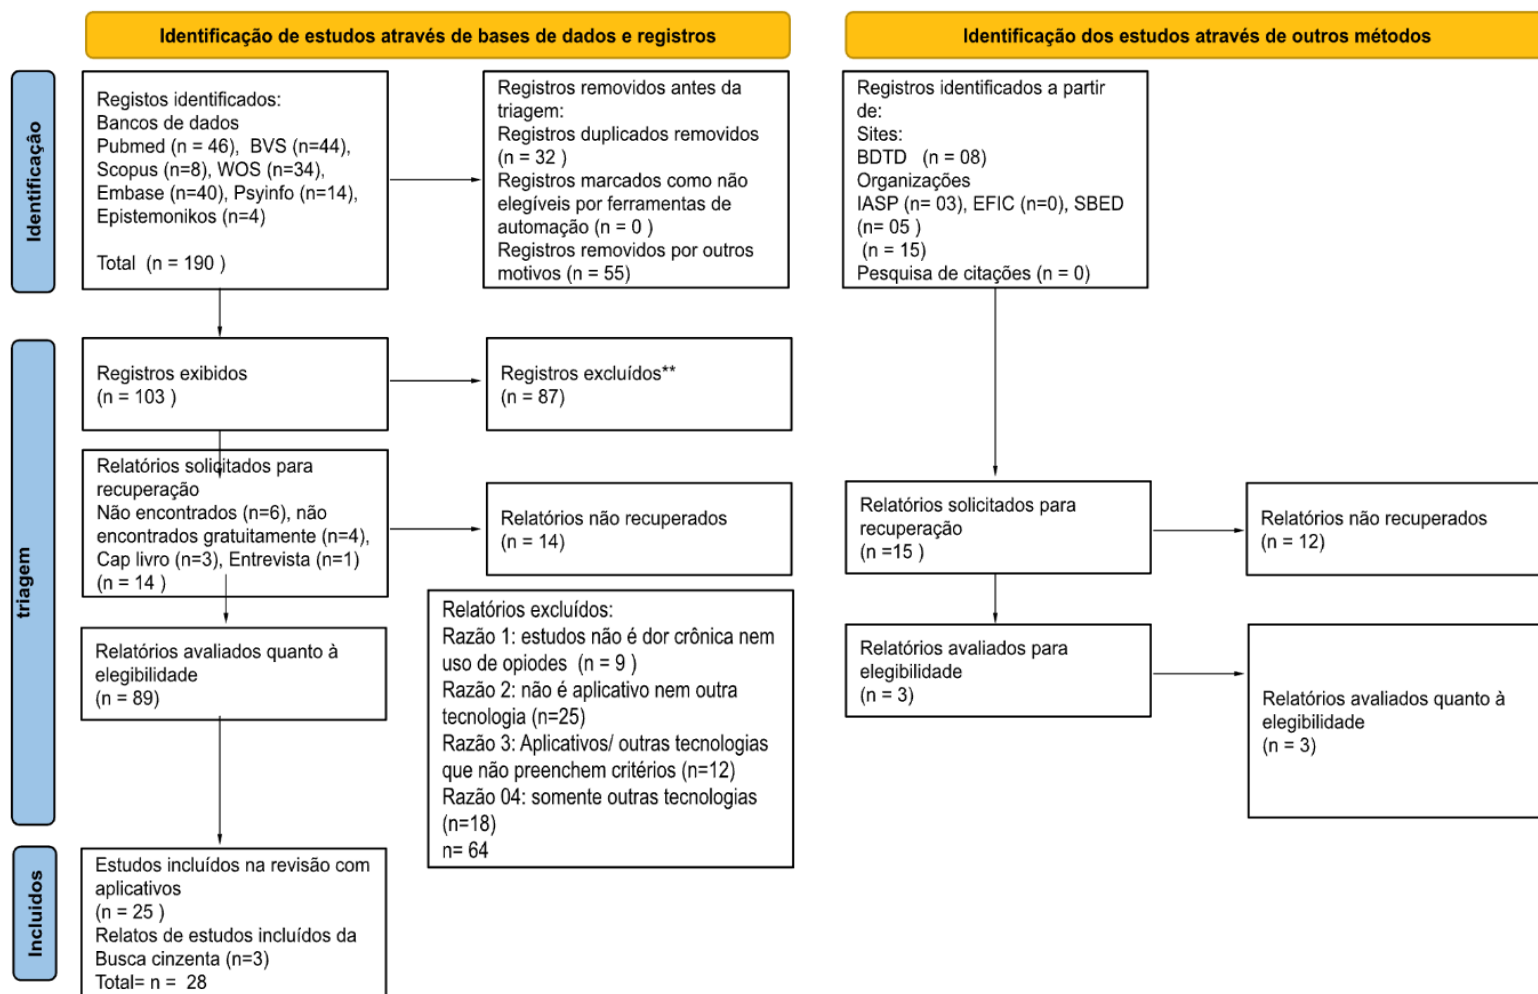 Identificação de estudos através de bases de dados e registros
Identificação dos estudos através de outros métodos
Identificação
Registos identificados:
Bancos de dados
Pubmed (n = 46), BVS (n=44),
Scopus (n=8), WOS (n=34),
Embase (n=40), Psyinfo (n=14),
Epistemonikos (n=4)
Total (n = 190 )
Registros removidos antes da
triagem:
Registros duplicados removidos
(n = 32 )
Registros marcados como não
elegíveis por ferramentas de
automação (n = 0 )
Registros removidos por outros
motivos (n = 55)
Registros identificados a partir
de:
Sites:
BDTD (n = 08)
Organizações
IASP (n= 03), EFIC (n=0), SBED
(n= 05 )
(n = 15)
Pesquisa de citações (n = 0)
triagem
Registros exibidos
(n = 103 )
Registros excluídos**
(n = 87)
Relatórios solicitados para
recuperação
Não encontrados (n=6), não
encontrados gratuitamente (n=4),
Cap livro (n=3), Entrevista (n=1)
(n = 14 )
Relatórios não recuperados
(n = 14)
Relatórios solicitados para
recuperação
(n =15 )
Relatórios não recuperados
(n = 12)
Relatórios avaliados quanto à
elegibilidade
(n = 89)
Relatórios excluídos:
Razão 1: estudos não é dor crônica nem
uso de opiodes (n = 9 )
Razão 2: não é aplicativo nem outra
tecnologia (n=25)
Razão 3: Aplicativos/ outras tecnologias
que não preenchem critérios (n=12)
Razão 04: somente outras tecnologias
(n=18)
n= 64
Relatórios avaliados para
elegibilidade
(n = 3)
Relatórios avaliados quanto à
elegibilidade
(n = 3)
Incluidos
Estudos incluídos na revisão com
aplicativos
(n = 25 )
Relatos de estudos incluídos da
Busca cinzenta (n=3)
Total= n = 28